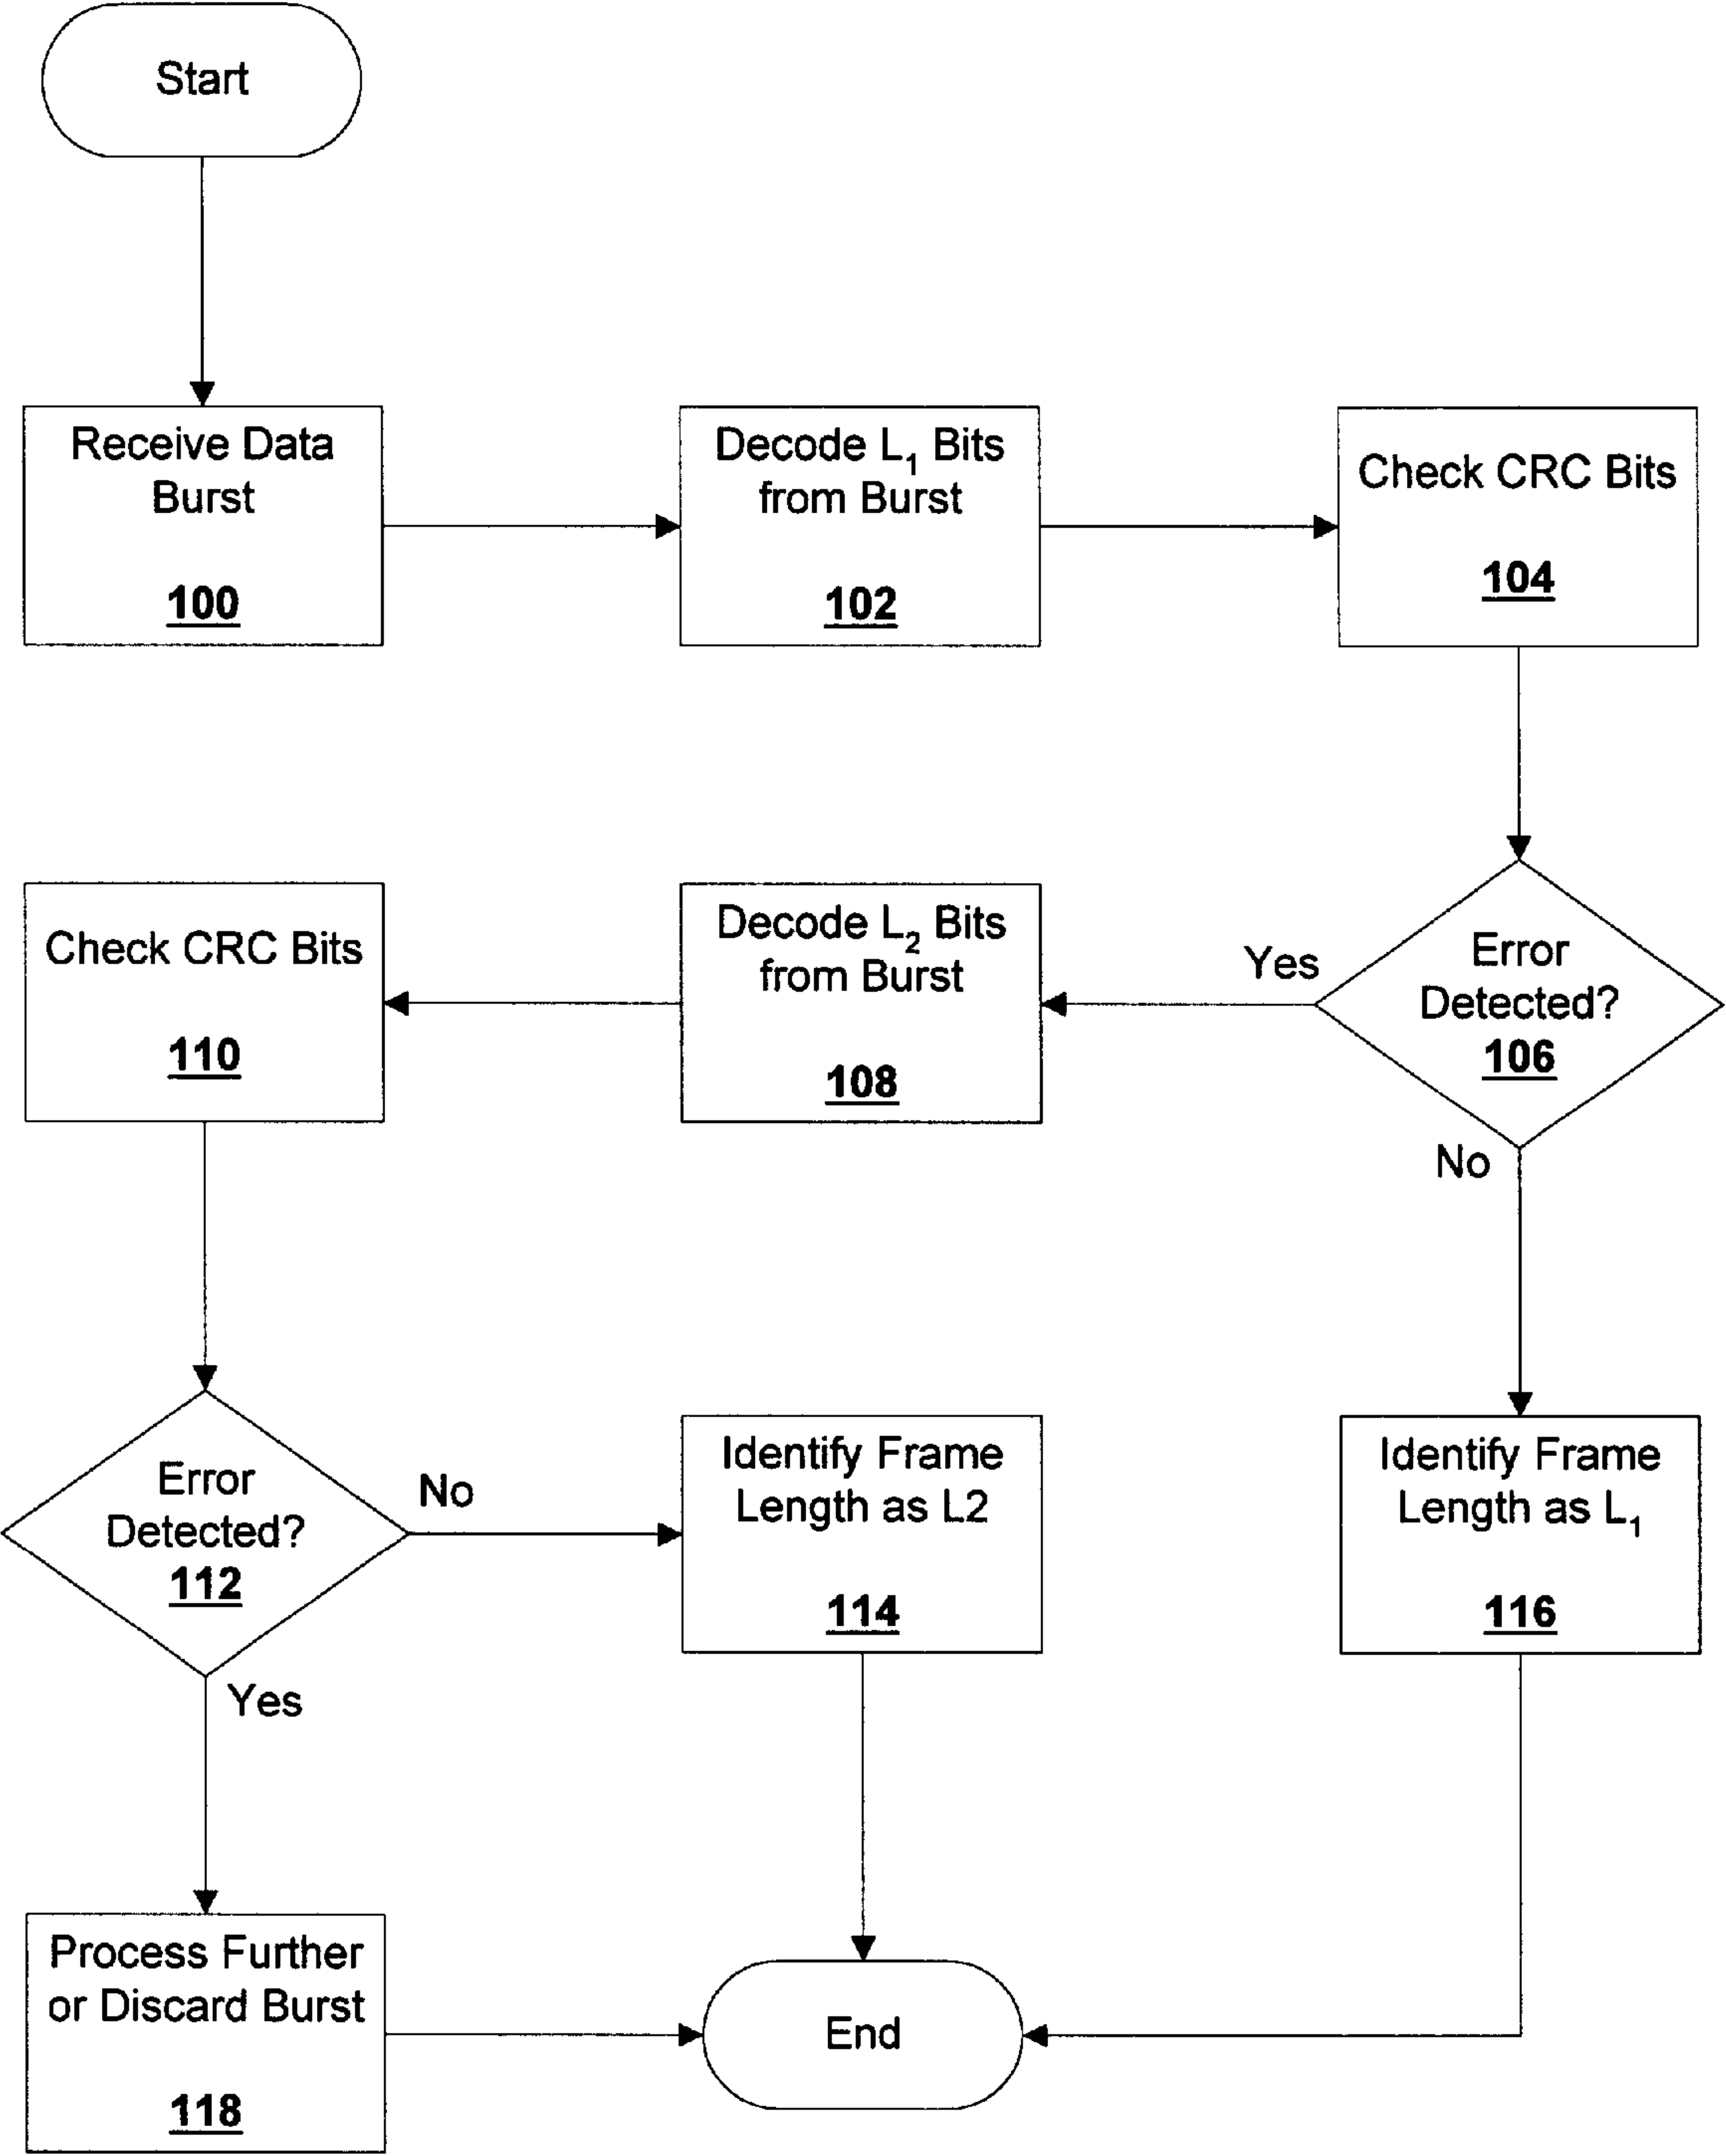 Start
Receive Data
Burst
100
Decode L₁ Bits
from Burst
102
Check CRC Bits
104
Error
Detected?
106
Yes
No
Decode L₂ Bits
from Burst
108
Check CRC Bits
110
Error
Detected?
112
No
Yes
Identify Frame
Length as L2
114
Identify Frame
Length as L₁
116
Process Further
or Discard Burst
118
End